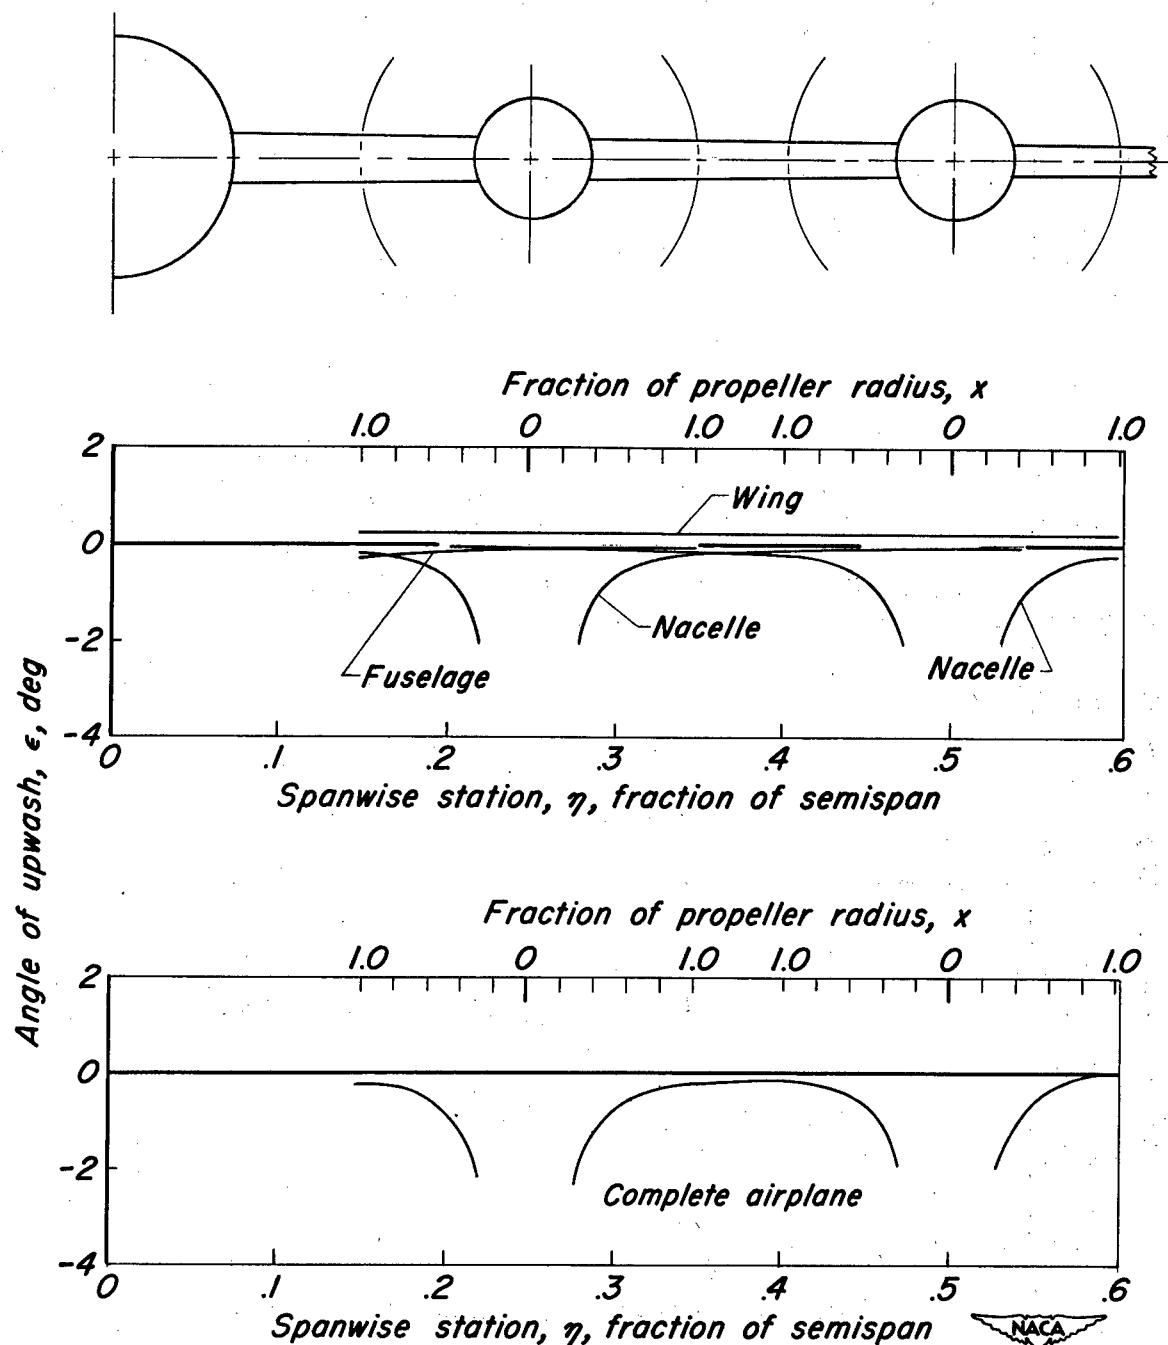 Fraction of propeller radius, x
1.0 0 1.0 1.0 0 1.0
2
Wing
0
Nacelle
-2
Fuselage
Nacelle
-4
0 .1 .2 .3 .4 .5 .6
Spanwise station, η, fraction of semispan
Angle of upwash, ϵ, deg
Fraction of propeller radius, x
1.0 0 1.0 1.0 0 1.0
2
0
-2
Complete airplane
-4
0 .1 .2 .3 .4 .5 .6
Spanwise station, η, fraction of semispan
NACA